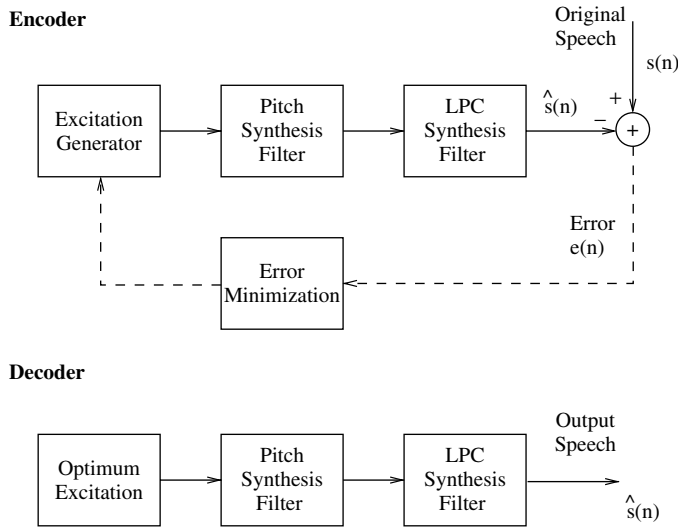 Encoder
Original
Speech
s(n)
Excitation
Generator
Pitch
Synthesis
Filter
LPC
Synthesis
Filter
ŝ(n)
+
−
+
Error
e(n)
Error
Minimization
Decoder
Optimum
Excitation
Pitch
Synthesis
Filter
LPC
Synthesis
Filter
Output
Speech
ŝ(n)